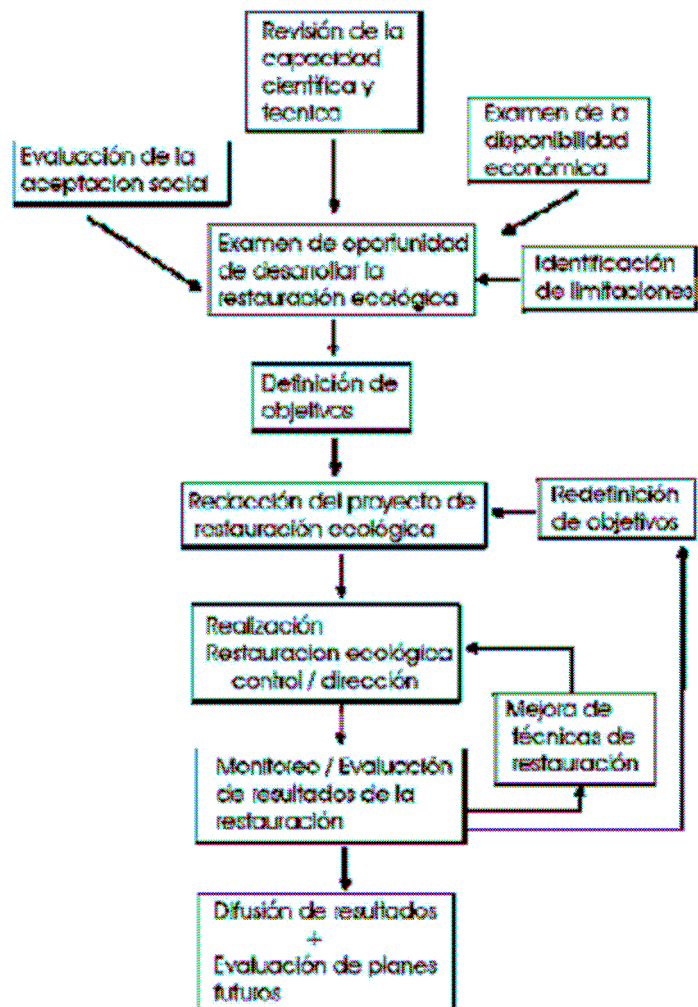 Revisión de la
capacidad
científica y
tecnica
Examen de la
disponibilidad
económica
Evaluación de la
aceptacion social
Examen de oportunidad
de desarrollar la
restauración ecológica
Identificación
de limitaciones
Definición de
objetivos
Redacción del proyecto de
restauración ecológica
Redefinición
de objetivos
Realización
Restauracion ecológica
control / dirección
Mejora de
técnicas de
restauración
Monitoreo / Evaluación
de resultados de la
restauración
Difusión de resultados
+
Evaluación de planes
futuros